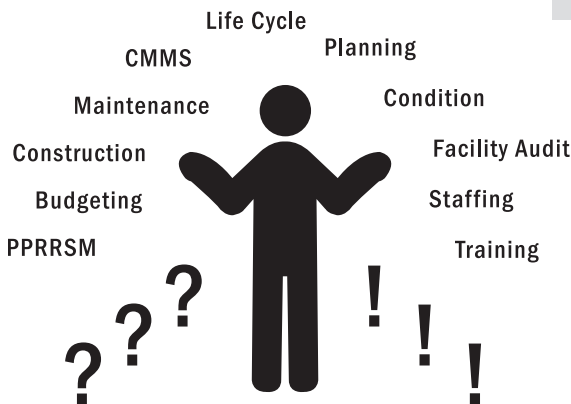 Life Cycle
Planning
CMMS
Maintenance
Condition
Construction
Facility Audit
Budgeting
Staffing
PPRRSM
Training
? ? ?
! ! !